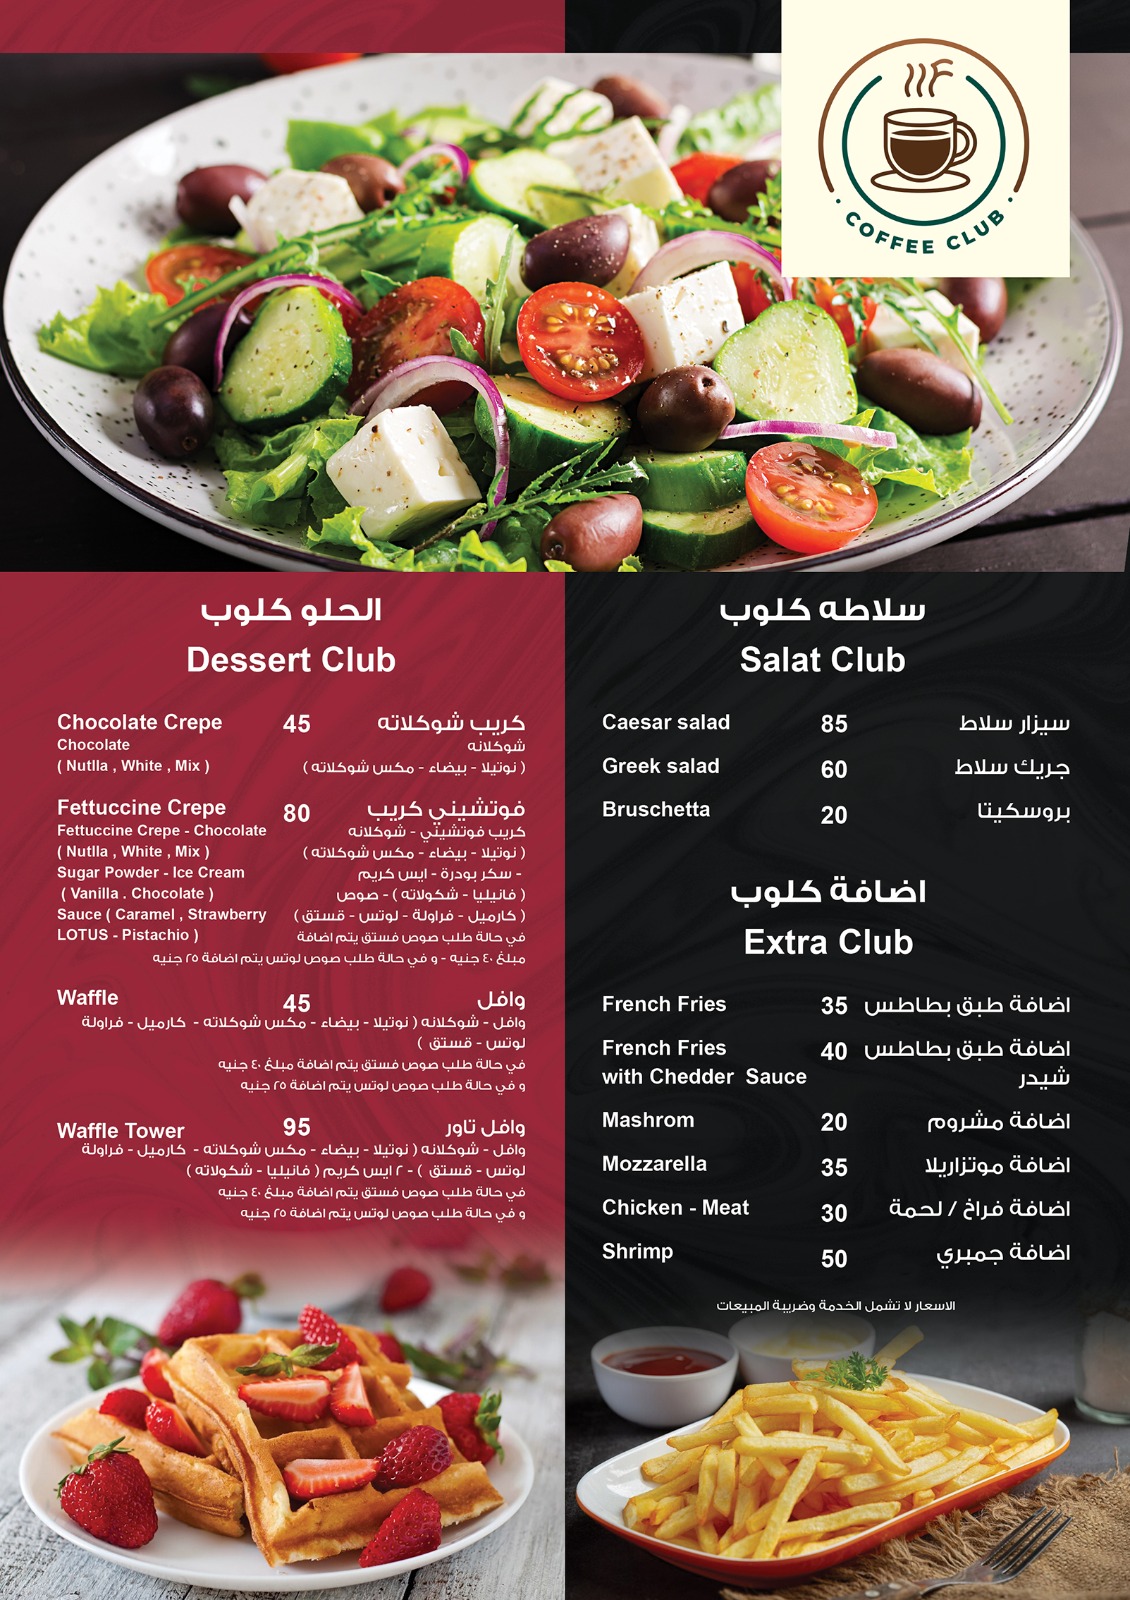 COFFEE CLUB
الحلو كلوب
Dessert Club
Chocolate Crepe 45 كريب شوكلاته
Chocolate شوكلاته
( Nutlla , White , Mix ) ( نوتيلا - بيضاء - مكس شوكلاته )
Fettuccine Crepe 80 فوتشيني كريب
Fettuccine Crepe - Chocolate كريب فوتشيني - شوكلاته
( Nutlla , White , Mix ) ( نوتيلا - بيضاء - مكس شوكلاته )
Sugar Powder - Ice Cream - سكر بودرة - ايس كريم
( Vanilla . Chocolate ) ( فانيليا - شكولاته ) - صوص
Sauce ( Caramel , Strawberry ( كارميل - فراولة - لوتس - قستق )
LOTUS - Pistachio ) في حالة طلب صوص فستق يتم اضافة
مبلغ ٤٠ جنيه - و في حالة طلب صوص لوتس يتم اضافة ٢٥ جنيه
Waffle 45 وافل
وافل - شوكلاته ( نوتيلا - بيضاء - مكس شوكلاته - كارميل - فراولة
لوتس - قستق )
في حالة طلب صوص فستق يتم اضافة مبلغ ٤٠ جنيه
و في حالة طلب صوص لوتس يتم اضافة ٢٥ جنيه
Waffle Tower 95 وافل تاور
وافل - شوكلاته ( نوتيلا - بيضاء - مكس شوكلاته - كارميل - فراولة
لوتس - قستق ) - ٢ ايس كريم ( فانيليا - شكولاته )
في حالة طلب صوص فستق يتم اضافة مبلغ ٤٠ جنيه
و في حالة طلب صوص لوتس يتم اضافة ٢٥ جنيه
سلاطه كلوب
Salat Club
Caesar salad 85 سيزار سلاط
Greek salad 60 جريك سلاط
Bruschetta 20 بروسكيتا
اضافة كلوب
Extra Club
French Fries 35 اضافة طبق بطاطس
French Fries 40 اضافة طبق بطاطس
with Chedder Sauce شيدر
Mashrom 20 اضافة مشروم
Mozzarella 35 اضافة موتزاريلا
Chicken - Meat 30 اضافة فراخ / لحمة
Shrimp 50 اضافة جمبري
الاسعار لا تشمل الخدمة وضريبة المبيعات